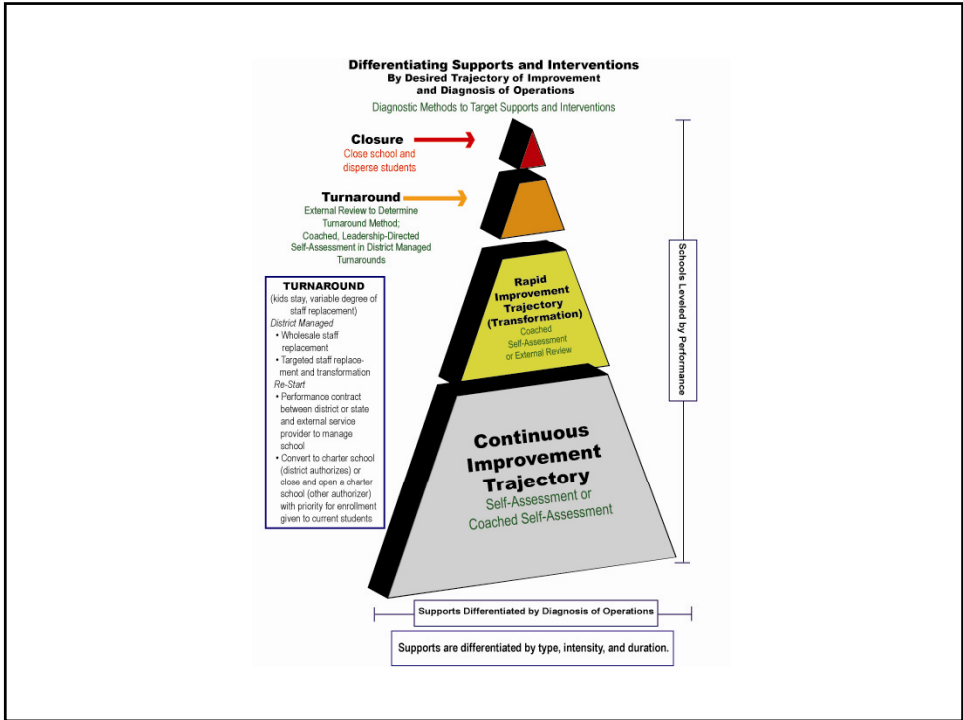 Differentiating Supports and Interventions
By Desired Trajectory of Improvement
and Diagnosis of Operations
Diagnostic Methods to Target Supports and Interventions
Closure
Close school and
disperse students
Turnaround
External Review to Determine
Turnaround Method;
Coached, Leadership-Directed
Self-Assessment in District Managed
Turnarounds
TURNAROUND
(kids stay, variable degree of
staff replacement)
District Managed
• Wholesale staff
replacement
• Targeted staff replace-
ment and transformation
Re-Start
• Performance contract
between district or state
and external service
provider to manage
school
• Convert to charter school
(district authorizes) or
close and open a charter
school (other authorizer)
with priority for enrollment
given to current students
Rapid
Improvement
Trajectory
(Transformation)
Coached
Self-Assessment
or External Review
Continuous
Improvement
Trajectory
Self-Assessment or
Coached Self-Assessment
Schools Leveled by Performance
Supports Differentiated by Diagnosis of Operations
Supports are differentiated by type, intensity, and duration.